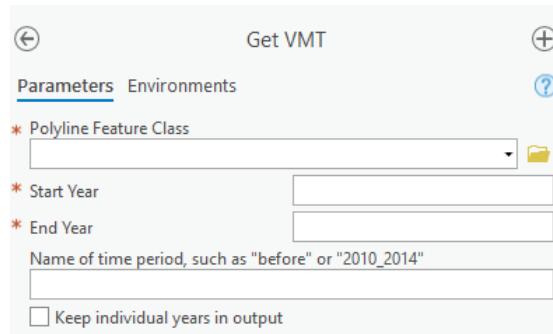 Get VMT
Parameters Environments
?
* Polyline Feature Class
* Start Year
* End Year
Name of time period, such as "before" or "2010_2014"
Keep individual years in output